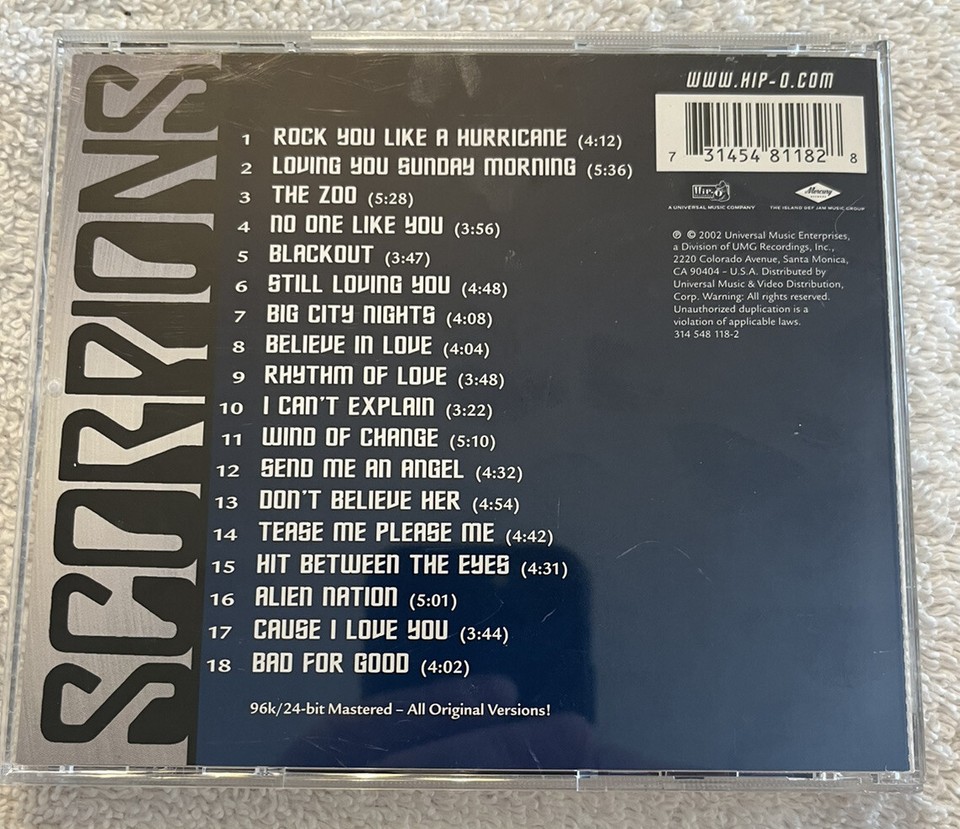 SCORPIONS
WWW.HIP-O.COM
7 31454 81182 8
HIP-O
A UNIVERSAL MUSIC COMPANY
Mercury
THE ISLAND DEF JAM MUSIC GROUP
℗ © 2002 Universal Music Enterprises,
a Division of UMG Recordings, Inc.,
2220 Colorado Avenue, Santa Monica,
CA 90404 – U.S.A. Distributed by
Universal Music & Video Distribution,
Corp. Warning: All rights reserved.
Unauthorized duplication is a
violation of applicable laws.
314 548 118-2
1 ROCK YOU LIKE A HURRICANE (4:12)
2 LOVING YOU SUNDAY MORNING (5:36)
3 THE ZOO (5:28)
4 NO ONE LIKE YOU (3:56)
5 BLACKOUT (3:47)
6 STILL LOVING YOU (4:48)
7 BIG CITY NIGHTS (4:08)
8 BELIEVE IN LOVE (4:04)
9 RHYTHM OF LOVE (3:48)
10 I CAN'T EXPLAIN (3:22)
11 WIND OF CHANGE (5:10)
12 SEND ME AN ANGEL (4:32)
13 DON'T BELIEVE HER (4:54)
14 TEASE ME PLEASE ME (4:42)
15 HIT BETWEEN THE EYES (4:31)
16 ALIEN NATION (5:01)
17 CAUSE I LOVE YOU (3:44)
18 BAD FOR GOOD (4:02)
96k/24-bit Mastered – All Original Versions!